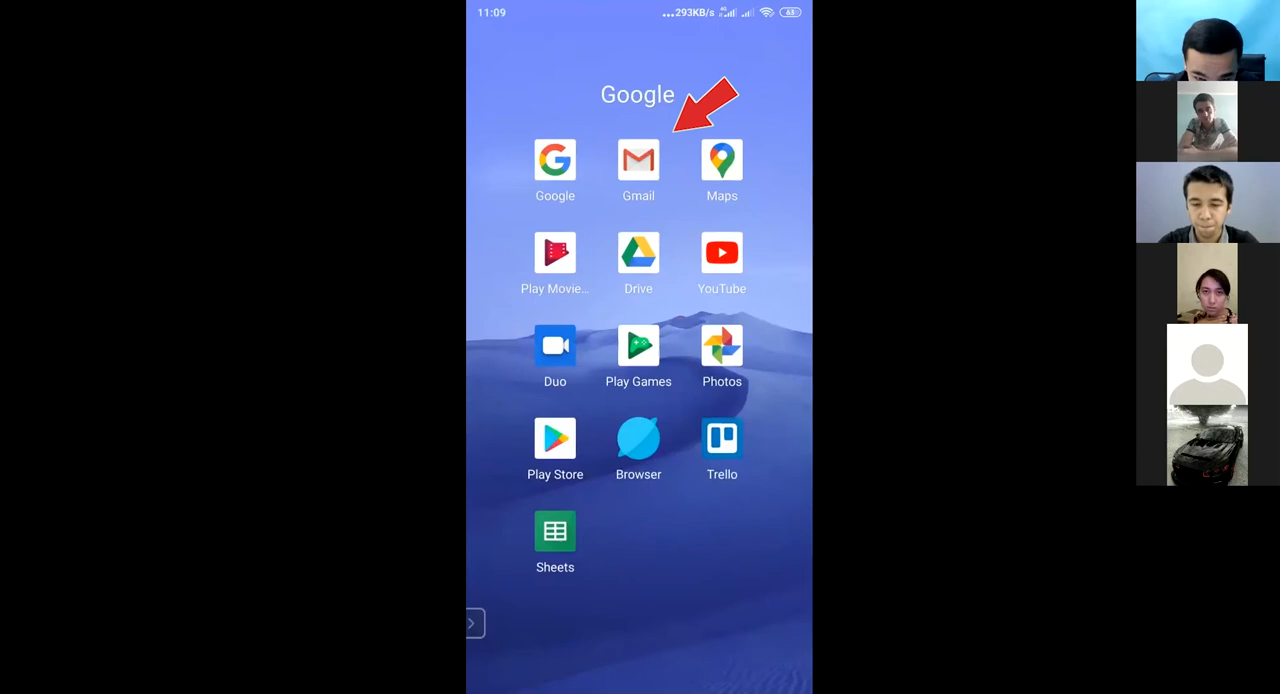 11:09 ...293KB/s 4G 63
Google
Google Gmail Maps
Play Movie... Drive YouTube
Duo Play Games Photos
Play Store Browser Trello
Sheets